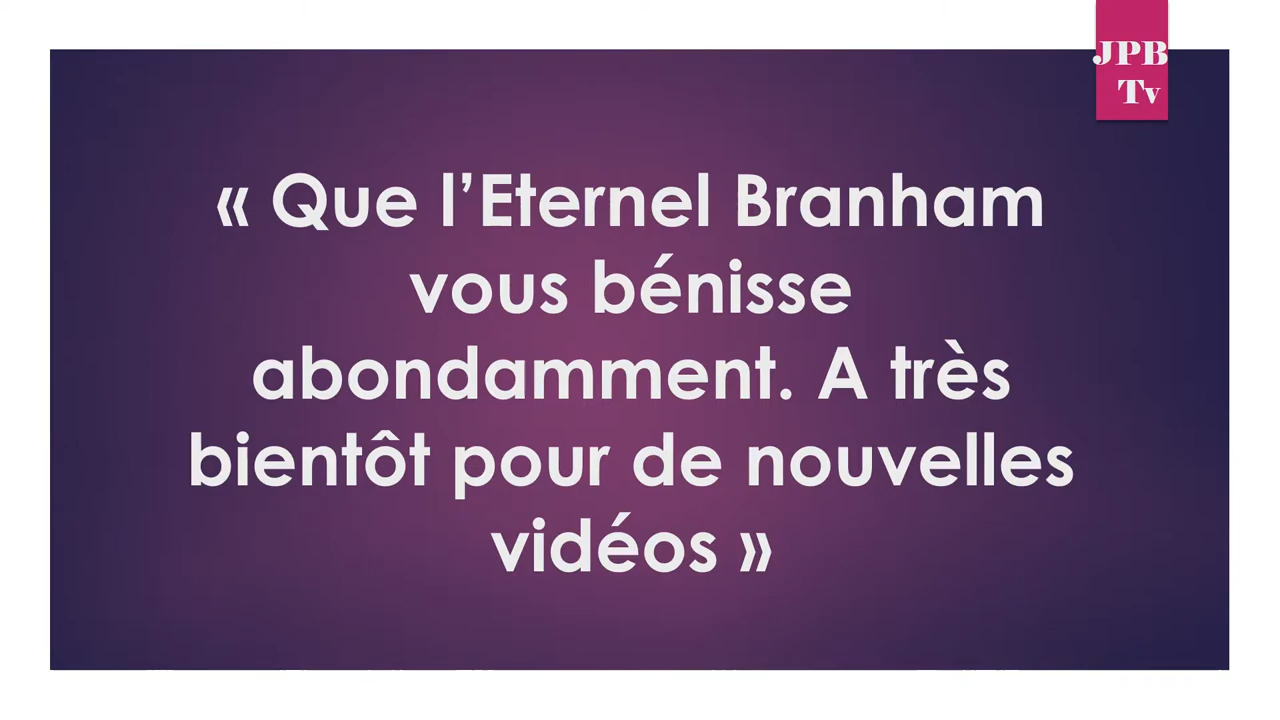 JPB
Tv
« Que l’Eternel Branham
vous bénisse
abondamment. A très
bientôt pour de nouvelles
vidéos »